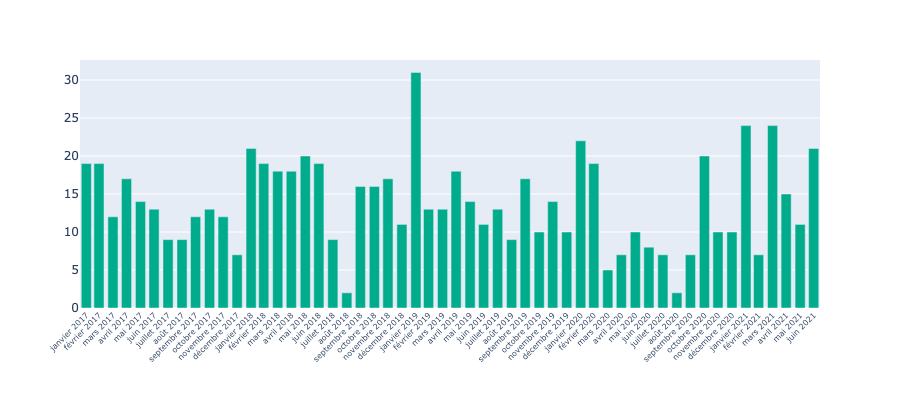 30
25
20
15
10
5
0
janvier 2017
février 2017
mars 2017
avril 2017
mai 2017
juin 2017
juillet 2017
août 2017
septembre 2017
octobre 2017
novembre 2017
décembre 2017
janvier 2018
février 2018
mars 2018
avril 2018
mai 2018
juin 2018
juillet 2018
août 2018
septembre 2018
octobre 2018
novembre 2018
décembre 2018
janvier 2019
février 2019
mars 2019
avril 2019
mai 2019
juin 2019
juillet 2019
août 2019
septembre 2019
octobre 2019
novembre 2019
décembre 2019
janvier 2020
février 2020
mars 2020
avril 2020
mai 2020
juin 2020
juillet 2020
août 2020
septembre 2020
octobre 2020
novembre 2020
décembre 2020
janvier 2021
février 2021
mars 2021
avril 2021
mai 2021
juin 2021